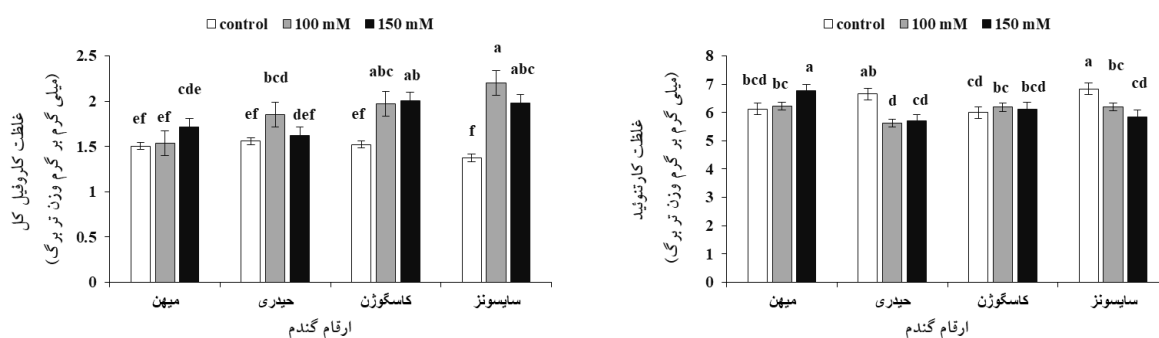 control 100 mM 150 mM
غلظت کلروفیل کل
(میلی گرم بر گرم وزن تر برگ)
2.5
2
1.5
1
0.5
0
ef ef cde
ef bcd def
ef abc ab
f a abc
میهن حیدری کاسگوژن سایسونز
ارقام گندم
control 100 mM 150 mM
غلظت کارتنوئید
(میلی گرم بر گرم وزن تر برگ)
8
7
6
5
4
3
2
1
0
bcd bc a
ab d cd
cd bc bcd
a bc cd
میهن حیدری کاسگوژن سایسونز
ارقام گندم